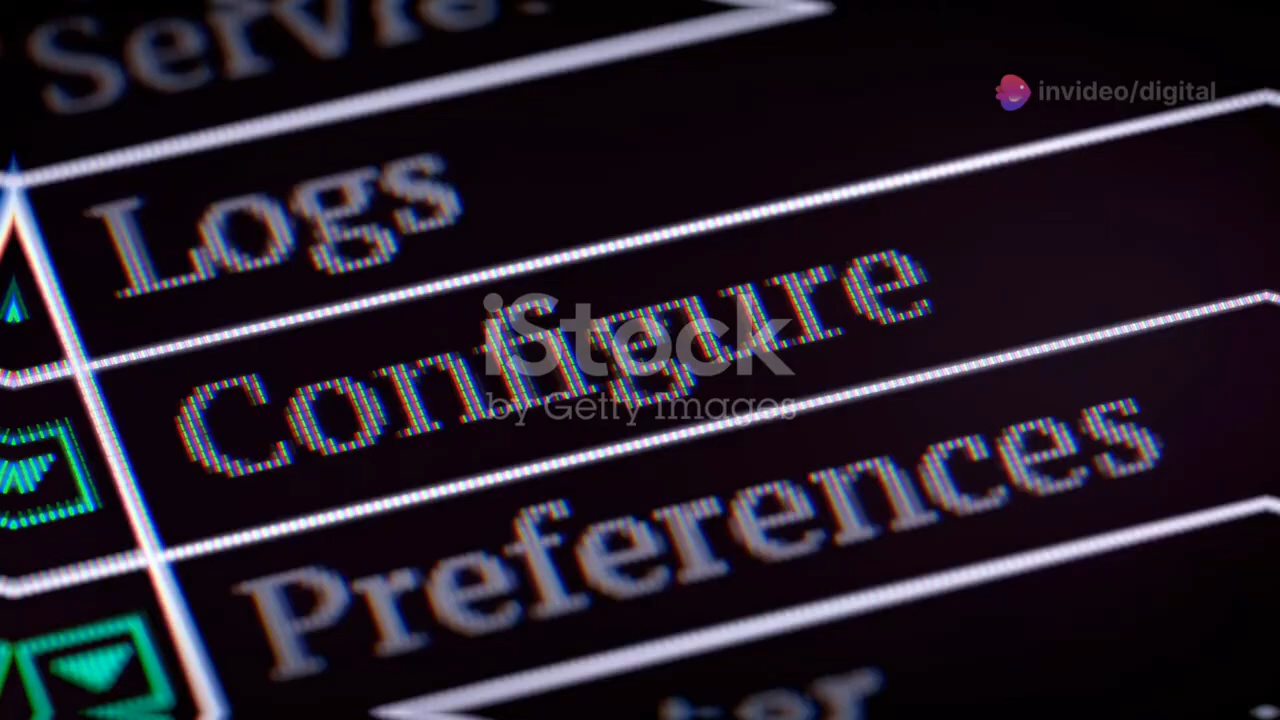 invideo/digital
Logs
Configure
iStock
by Getty Images
Preferences